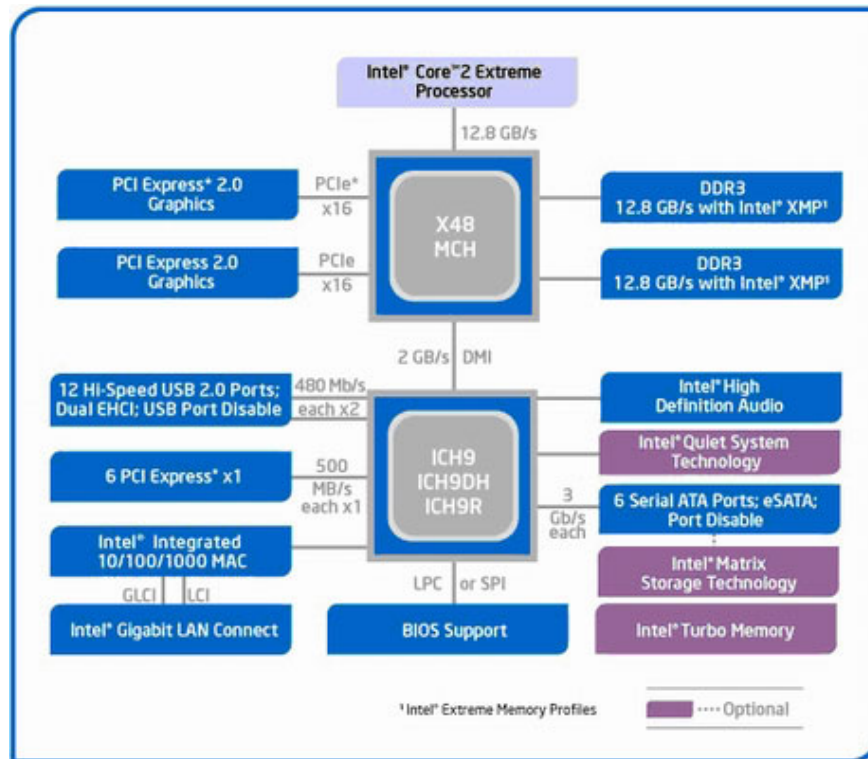 Intel® Core™2 Extreme
Processor
12.8 GB/s
PCI Express* 2.0
Graphics
PCIe*
x16
X48
MCH
DDR3
12.8 GB/s with Intel® XMP¹
PCI Express 2.0
Graphics
PCIe
x16
DDR3
12.8 GB/s with Intel® XMP¹
2 GB/s DMI
12 Hi-Speed USB 2.0 Ports;
Dual EHCI; USB Port Disable
480 Mb/s
each x2
Intel® High
Definition Audio
ICH9
ICH9DH
ICH9R
Intel® Quiet System
Technology
6 PCI Express* x1
500
MB/s
each x1
3
Gb/s
each
6 Serial ATA Ports; eSATA;
Port Disable
Intel® Integrated
10/100/1000 MAC
Intel® Matrix
Storage Technology
GLCI LCI
LPC or SPI
Intel® Gigabit LAN Connect
BIOS Support
Intel® Turbo Memory
¹ Intel® Extreme Memory Profiles
Optional